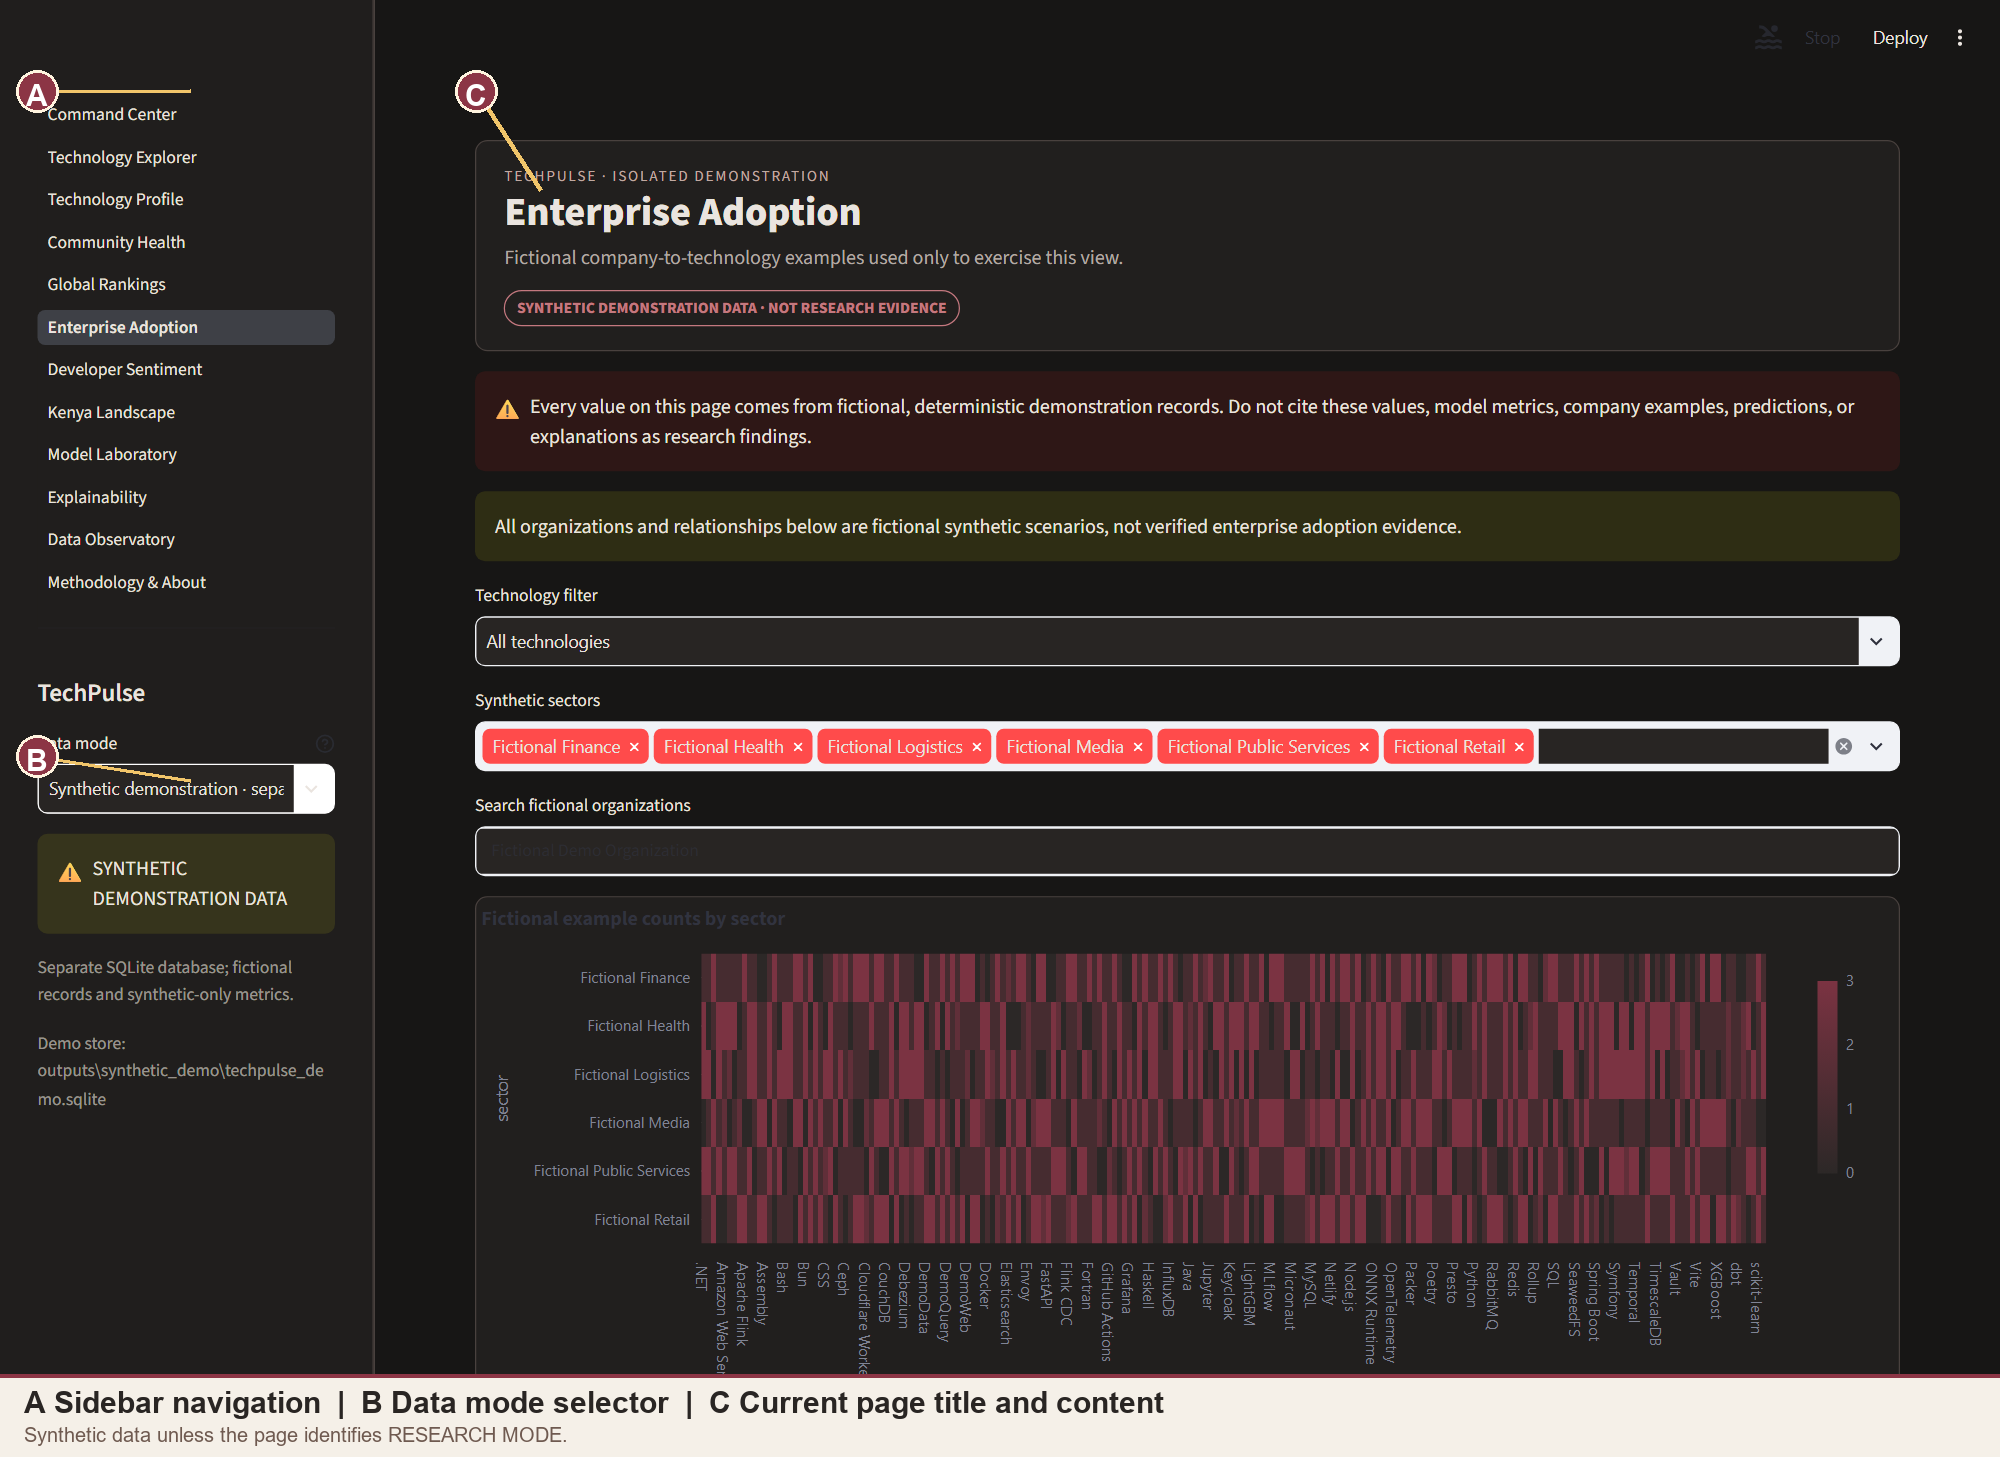 Stop
Deploy
A
Command Center
Technology Explorer
Technology Profile
Community Health
Global Rankings
Enterprise Adoption
Developer Sentiment
Kenya Landscape
Model Laboratory
Explainability
Data Observatory
Methodology & About
TechPulse
B
ta mode
Synthetic demonstration · sepa
SYNTHETIC
DEMONSTRATION DATA
Separate SQLite database; fictional
records and synthetic-only metrics.
Demo store:
outputs\synthetic_demo\techpulse_de
mo.sqlite
C
TECHPULSE · ISOLATED DEMONSTRATION
Enterprise Adoption
Fictional company-to-technology examples used only to exercise this view.
SYNTHETIC DEMONSTRATION DATA · NOT RESEARCH EVIDENCE
Every value on this page comes from fictional, deterministic demonstration records. Do not cite these values, model metrics, company examples, predictions, or
explanations as research findings.
All organizations and relationships below are fictional synthetic scenarios, not verified enterprise adoption evidence.
Technology filter
All technologies
Synthetic sectors
Fictional Finance
Fictional Health
Fictional Logistics
Fictional Media
Fictional Public Services
Fictional Retail
Search fictional organizations
Fictional Demo Organization
Fictional example counts by sector
sector
Fictional Finance
Fictional Health
Fictional Logistics
Fictional Media
Fictional Public Services
Fictional Retail
3
2
1
0
.NET
Amazon Web Ser
Apache Flink
Assembly
Bash
Bun
CSS
Ceph
Cloudflare Worke
CouchDB
Debezium
DemoData
DemoQuery
DemoWeb
Docker
Elasticsearch
Envoy
FastAPI
Flink CDC
Fortran
GitHub Actions
Grafana
Haskell
InfluxDB
Java
Jupyter
Keycloak
LightGBM
MLflow
Micronaut
MySQL
Netlify
Node.js
ONNX Runtime
OpenTelemetry
Packer
Poetry
Presto
Python
RabbitMQ
Redis
Rollup
SQL
SeaweedFS
Spring Boot
Symfony
Temporal
TimescaleDB
Vault
Vite
XGBoost
dbt
scikit-learn
A Sidebar navigation | B Data mode selector | C Current page title and content
Synthetic data unless the page identifies RESEARCH MODE.